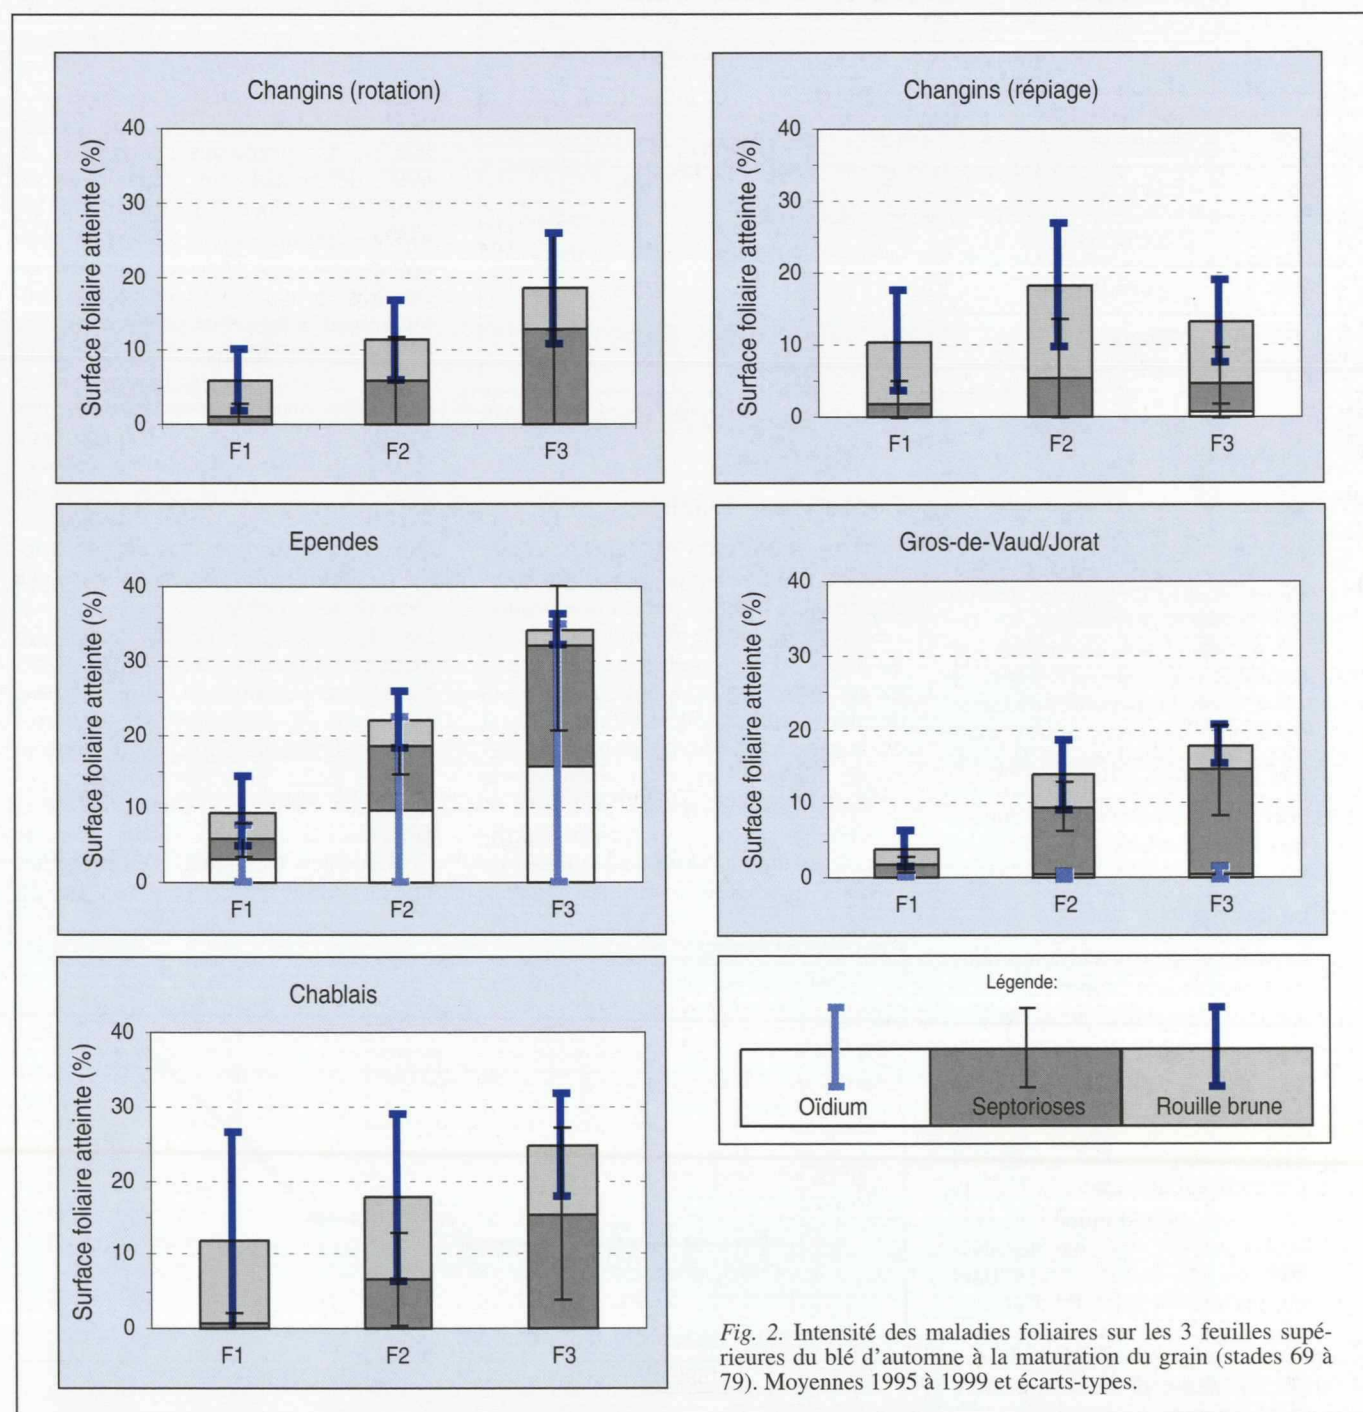 Changins (rotation)
Surface foliaire atteinte (%)
40
30
20
10
0
F1 F2 F3
Changins (répiage)
Surface foliaire atteinte (%)
40
30
20
10
0
F1 F2 F3
Ependes
Surface foliaire atteinte (%)
40
30
20
10
0
F1 F2 F3
Gros-de-Vaud/Jorat
Surface foliaire atteinte (%)
40
30
20
10
0
F1 F2 F3
Chablais
Surface foliaire atteinte (%)
40
30
20
10
0
F1 F2 F3
Légende:
Oïdium Septorioses Rouille brune
Fig. 2. Intensité des maladies foliaires sur les 3 feuilles supé-
rieures du blé d'automne à la maturation du grain (stades 69 à
79). Moyennes 1995 à 1999 et écarts-types.